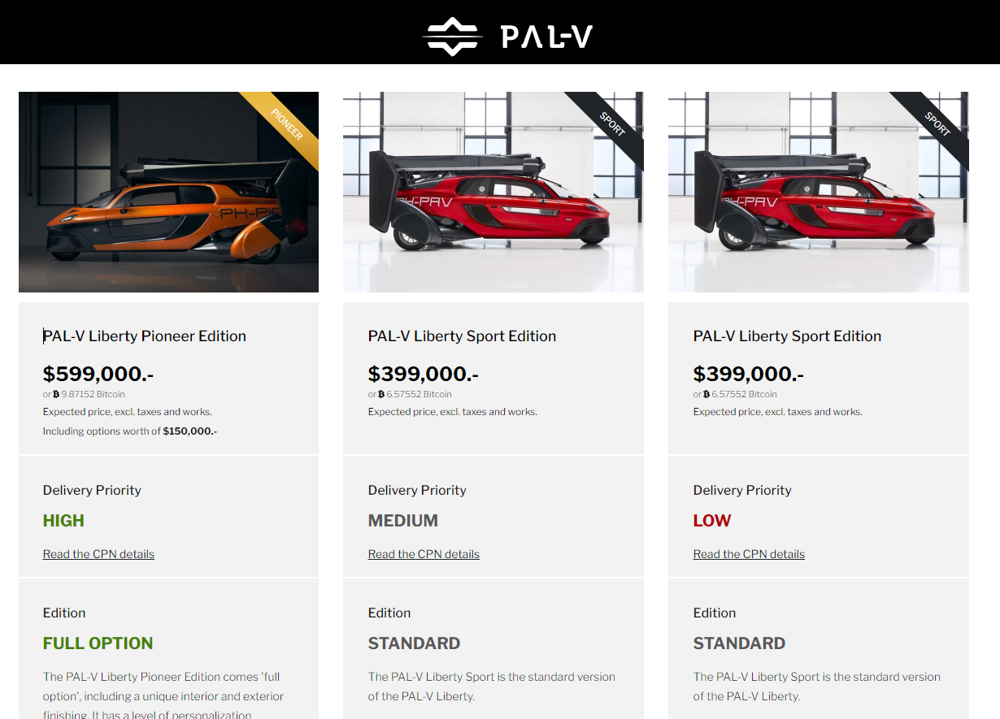 PAL-V
PIONEER
SPORT
SPORT
PH-PAV
PH-PAV
PAL-V Liberty Pioneer Edition
$599,000.-
or ₿ 9.87152 Bitcoin
Expected price, excl. taxes and works.
Including options worth of $150,000.-
Delivery Priority
HIGH
Read the CPN details
Edition
FULL OPTION
The PAL-V Liberty Pioneer Edition comes 'full
option', including a unique interior and exterior
finishing. It has a level of personalization
PAL-V Liberty Sport Edition
$399,000.-
or ₿ 6.57552 Bitcoin
Expected price, excl. taxes and works.
Delivery Priority
MEDIUM
Read the CPN details
Edition
STANDARD
The PAL-V Liberty Sport is the standard version
of the PAL-V Liberty.
PAL-V Liberty Sport Edition
$399,000.-
or ₿ 6.57552 Bitcoin
Expected price, excl. taxes and works.
Delivery Priority
LOW
Read the CPN details
Edition
STANDARD
The PAL-V Liberty Sport is the standard version
of the PAL-V Liberty.